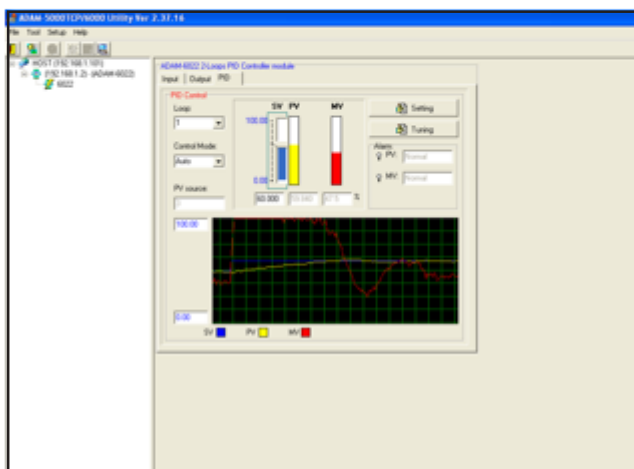 ADAM-5000TCP/6000 Utility Ver 2.37.16
File Tool Setup Help
HOST (192.168.1.101)
(192.168.1.2)- (ADAM-6022)
6022
ADAM-6022 2-Loops PID Controller module
Input Output PID
PID Control
Loop:
1
Control Mode:
Auto
PV source:
SV PV MV
100.00
0.00
60.000
%
Setting
Tuning
Alarm:
PV: Normal
MV: Normal
100.00
0.00
SV PV MV